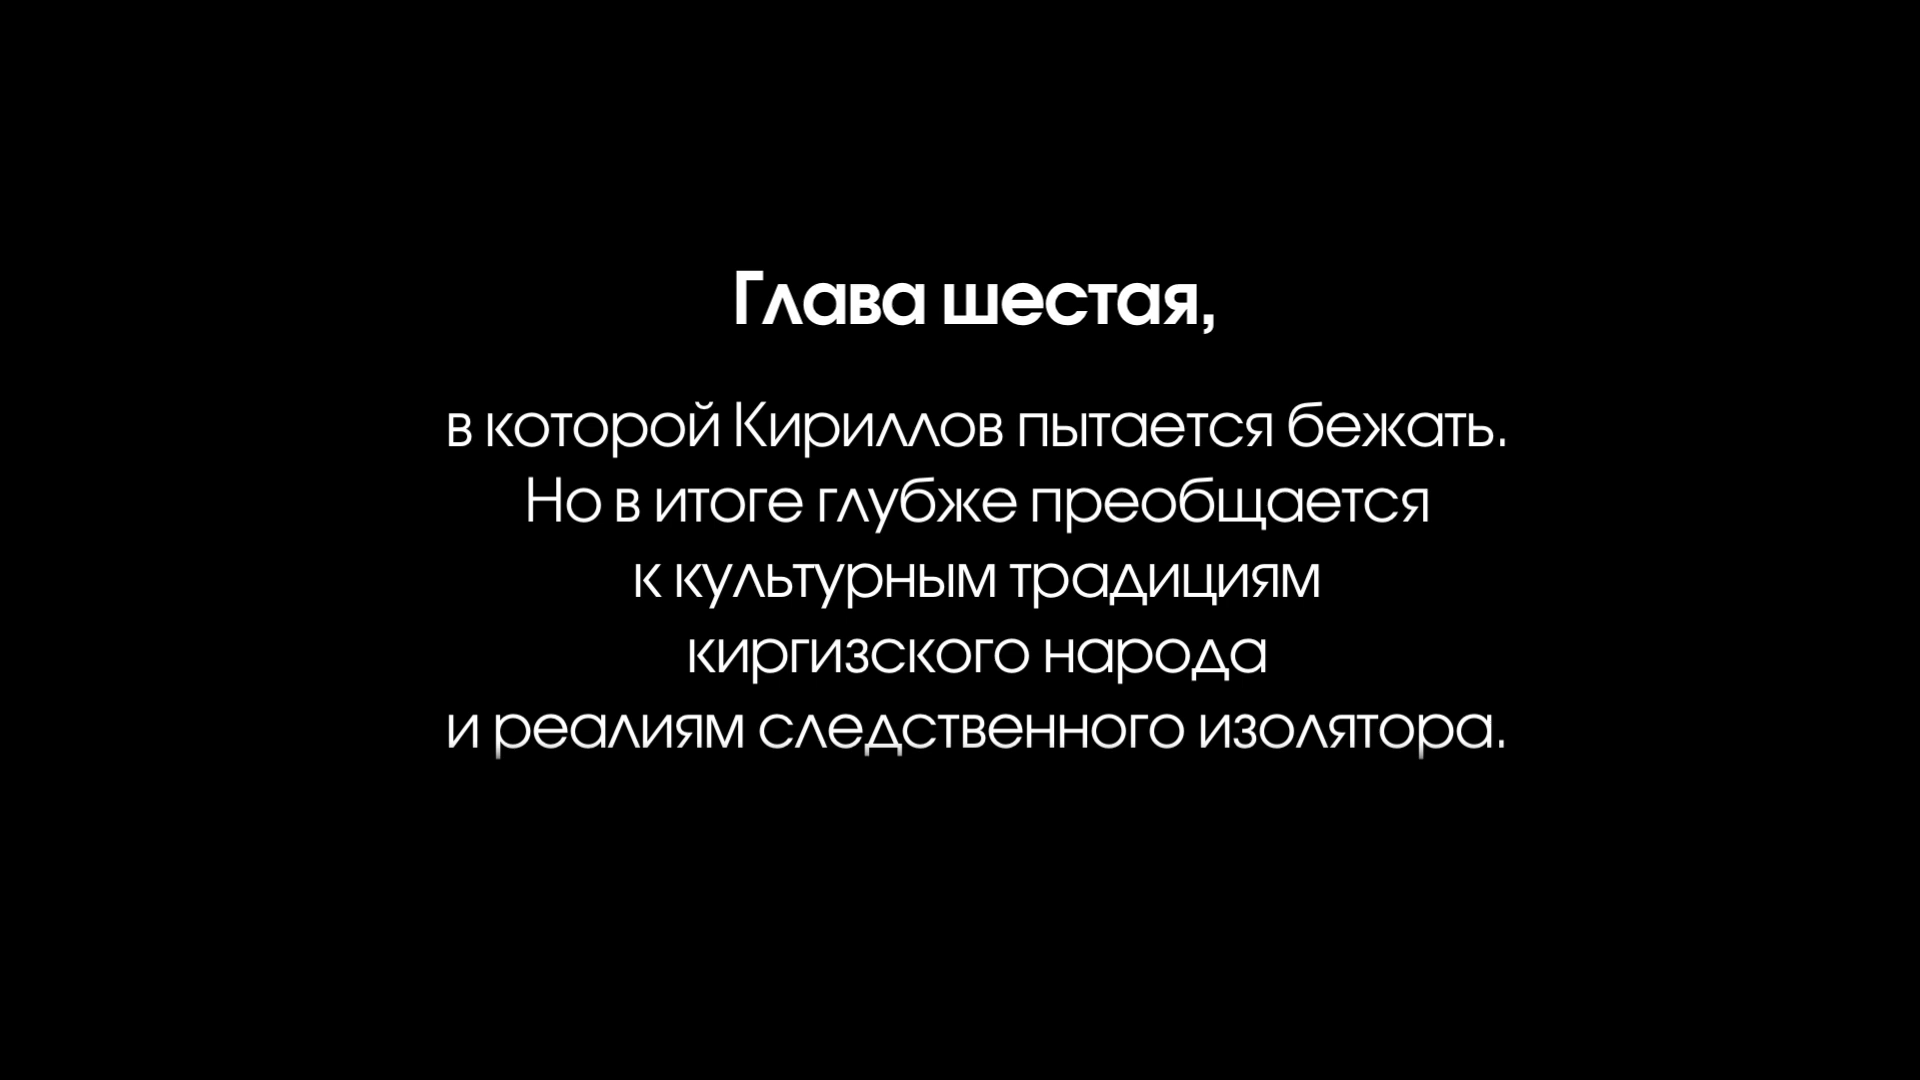 Глава шестая,
в которой Кириллов пытается бежать.
Но в итоге глубже преобщается
к культурным традициям
киргизского народа
и реалиям следственного изолятора.